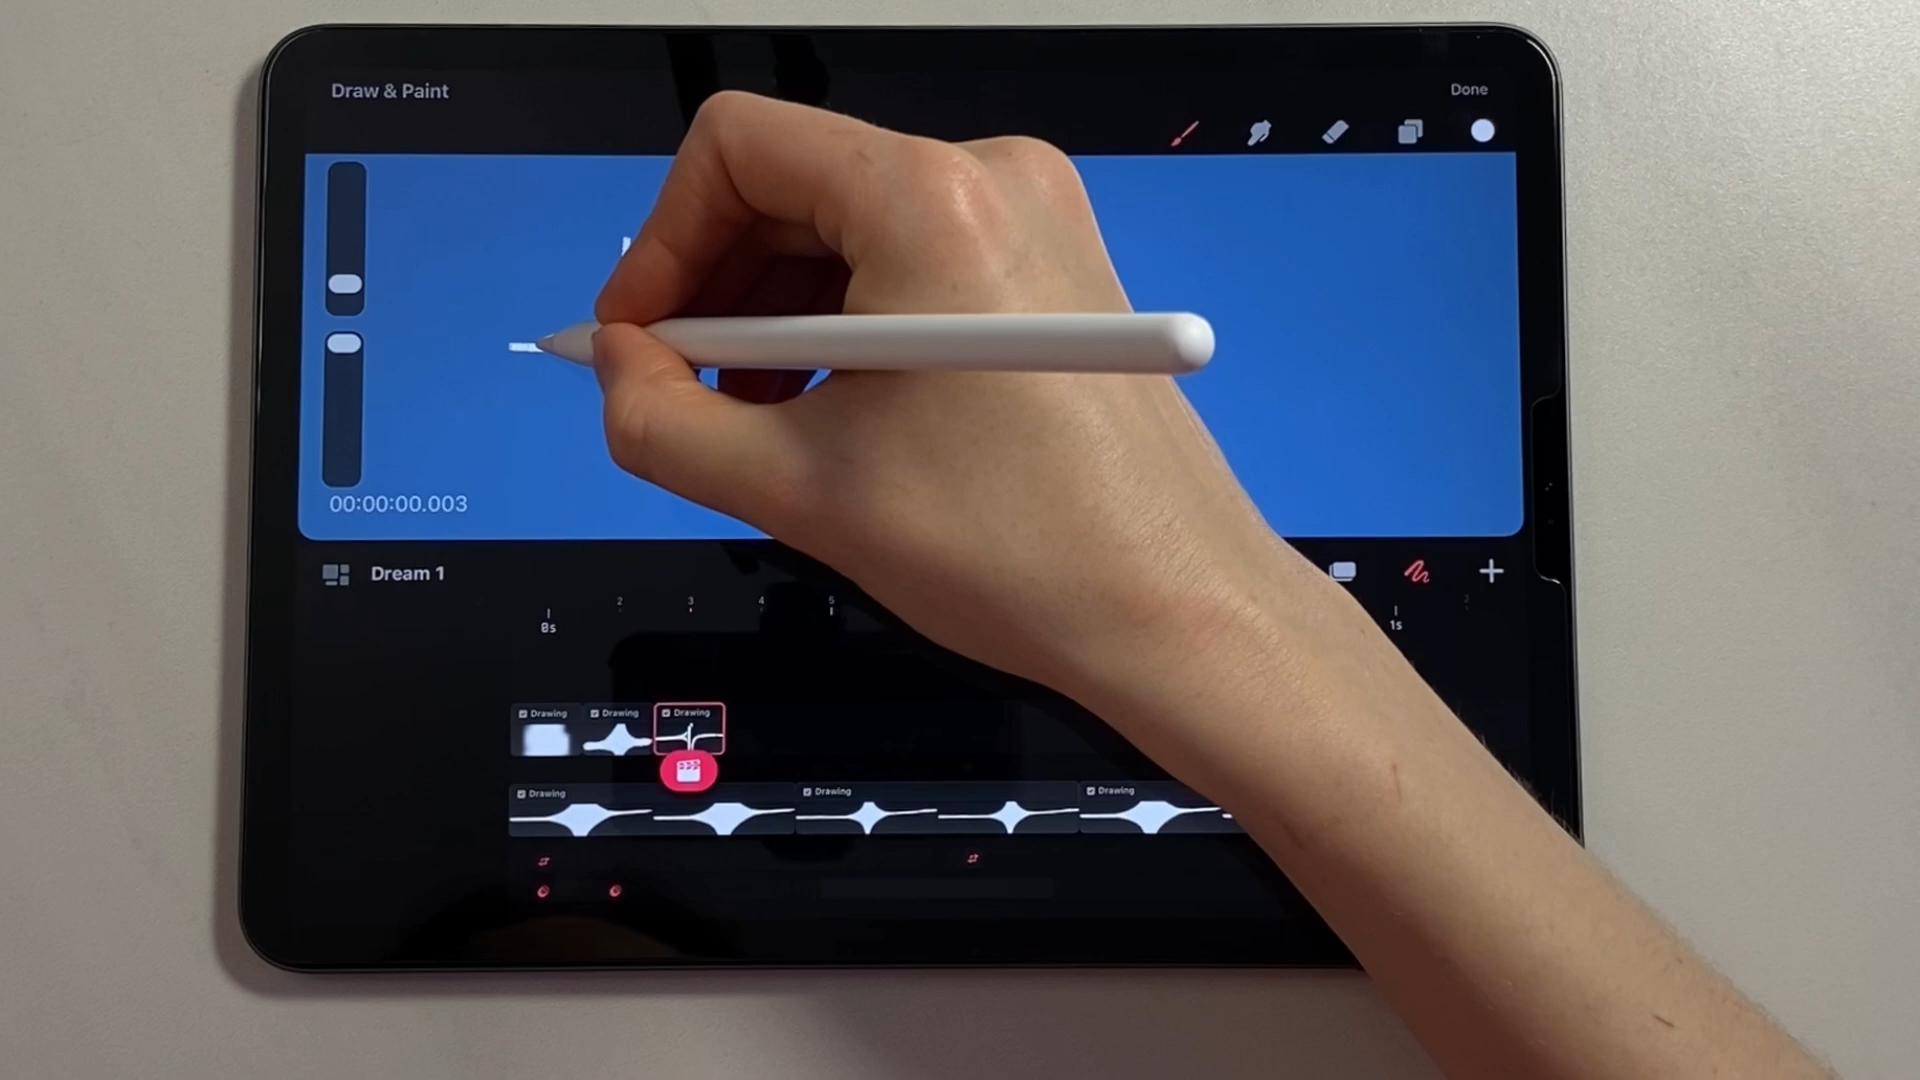 Draw & Paint
Done
00:00:00.003
Dream 1
2
3
4
5
0s
1s
Drawing
Drawing
Drawing
Drawing
Drawing
Drawing